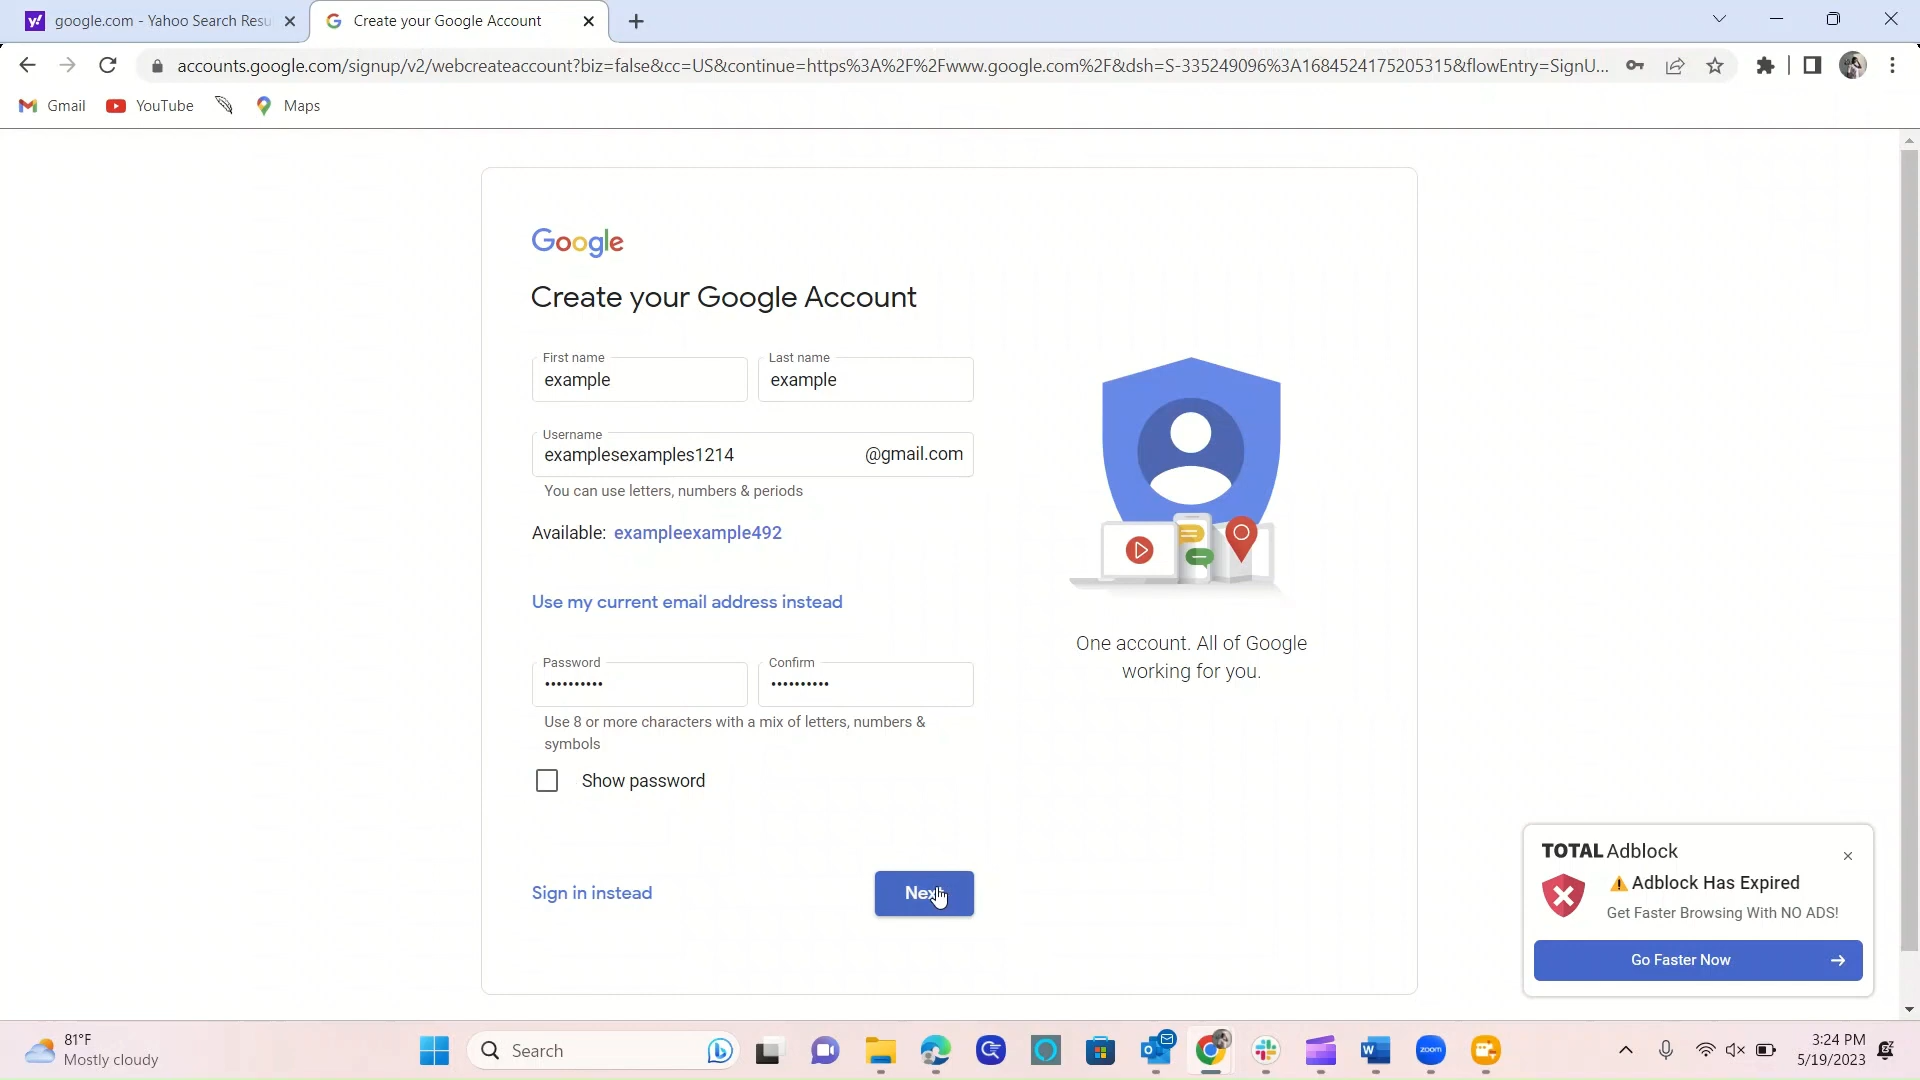 google.com - Yahoo Search Resu
Create your Google Account
accounts.google.com/signup/v2/webcreateaccount?biz=false&cc=US&continue=https%3A%2F%2Fwww.google.com%2F&dsh=S-335249096%3A1684524175205315&flowEntry=SignU...
Gmail YouTube Maps
Google
Create your Google Account
First name Last name
example example
Username
examplesexamples1214 @gmail.com
You can use letters, numbers & periods
Available: exampleexample492
Use my current email address instead
Password Confirm
Use 8 or more characters with a mix of letters, numbers &
symbols
Show password
Sign in instead Next
One account. All of Google
working for you.
TOTAL Adblock
Adblock Has Expired
Get Faster Browsing With NO ADS!
Go Faster Now
81°F
Mostly cloudy
Search
zoom
3:24 PM
5/19/2023